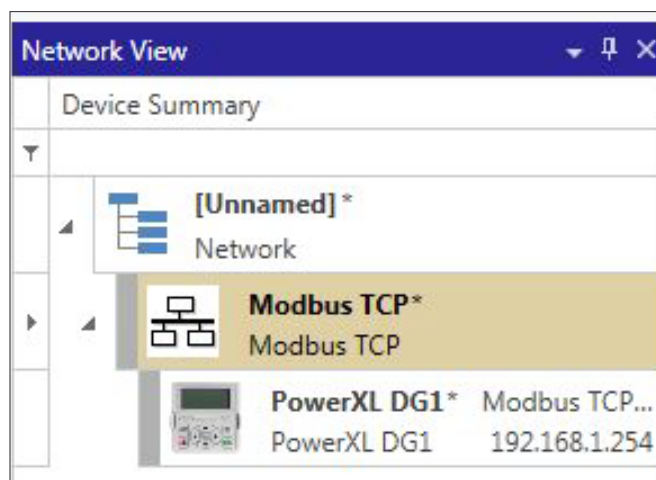 Network View
Device Summary
[Unnamed] *
Network
Modbus TCP*
Modbus TCP
PowerXL DG1* Modbus TCP...
PowerXL DG1 192.168.1.254